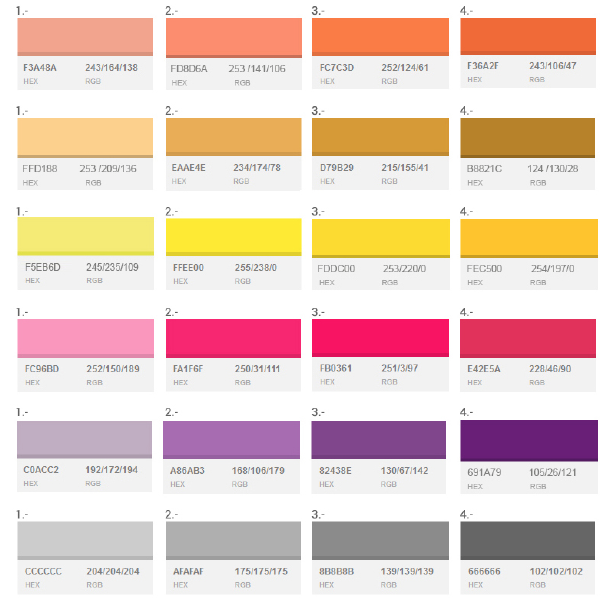 1.- 2.- 3.- 4.-
F3A48A 243/164/138 FD8D6A 253 /141/106 FC7C3D 252/124/61 F36A2F 243/106/47
HEX RGB HEX RGB HEX RGB HEX RGB
1.- 2.- 3.- 4.-
FFD188 253 /209/136 EAAE4E 234/174/78 D79B29 215/155/41 B8821C 124 /130/28
HEX RGB HEX RGB HEX RGB HEX RGB
1.- 2.- 3.- 4.-
F5EB6D 245/235/109 FFEE00 255/238/0 FDDC00 253/220/0 FEC500 254/197/0
HEX RGB HEX RGB HEX RGB HEX RGB
1.- 2.- 3.- 4.-
FC96BD 252/150/189 FA1F6F 250/31/111 FB0361 251/3/97 E42E5A 228/46/90
HEX RGB HEX RGB HEX RGB HEX RGB
1.- 2.- 3.- 4.-
C0ACC2 192/172/194 A86AB3 168/106/179 82438E 130/67/142 691A79 105/26/121
HEX RGB HEX RGB HEX RGB HEX RGB
1.- 2.- 3.- 4.-
CCCCCC 204/204/204 AFAFAF 175/175/175 8B8B8B 139/139/139 666666 102/102/102
HEX RGB HEX RGB HEX RGB HEX RGB